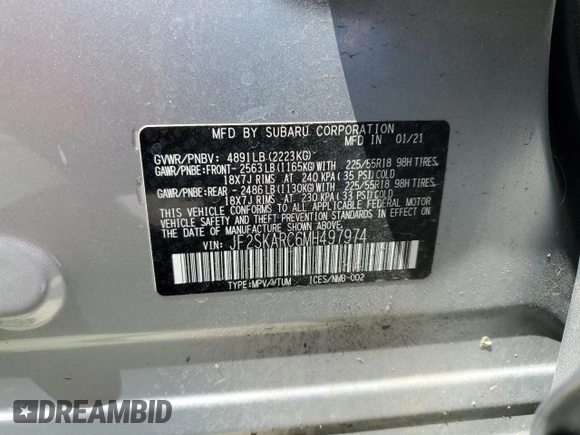 MFD BY SUBARU CORPORATION
MFD IN 01/21
GVWR/PNBV: 4891LB(2223KG)
GAWR/PNBE:FRONT-2563LB(1165KG)WITH 225/55R18 98H TIRES,
18X7J RIMS AT 240 KPA(35 PSI)COLD
GAWR/PNBE:REAR -2486LB(1130KG)WITH 225/55R18 98H TIRES,
18X7J RIMS AT 230 KPA(33 PSI)COLD
THIS VEHICLE CONFORMS TO ALL APPLICABLE FEDERAL MOTOR
VEHICLE SAFETY STANDARDS IN EFFECT ON THE
DATE OF MANUFACTURE SHOWN ABOVE.
VIN: JF2SKARC6MH497974
TYPE:MPV/VTUM ICES/NMB-002
DREAMBID